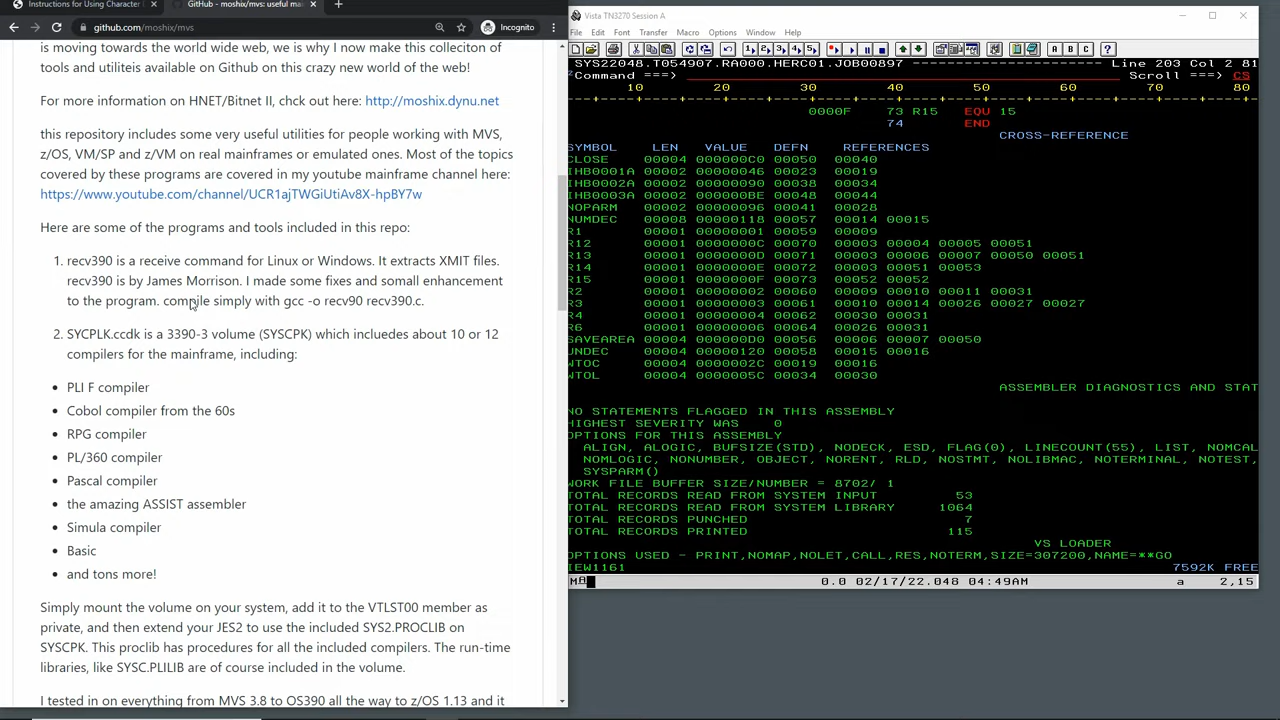 Instructions for Using Character
GitHub - moshix/mvs: useful mai
github.com/moshix/mvs
Incognito
is moving towards the world wide web, we is why I now make this colleciton of
tools and utiliteis available on Github on this crazy new world of the web!
For more information on HNET/Bitnet II, chck out here: http://moshix.dynu.net
this repository includes some very useful utilities for people working with MVS,
z/OS, VM/SP and z/VM on real mainframes or emulated ones. Most of the topics
covered by these programs are covered in my youtube mainframe channel here:
https://www.youtube.com/channel/UCR1ajTWGiUtiAv8X-hpBY7w
Here are some of the programs and tools included in this repo:
1. recv390 is a receive command for Linux or Windows. It extracts XMIT files.
recv390 is by James Morrison. I made some fixes and somall enhancement
to the program. compile simply with gcc -o recv90 recv390.c.
2. SYCPLK.ccdk is a 3390-3 volume (SYSCPK) which incluedes about 10 or 12
compilers for the mainframe, including:
PLI F compiler
Cobol compiler from the 60s
RPG compiler
PL/360 compiler
Pascal compiler
the amazing ASSIST assembler
Simula compiler
Basic
and tons more!
Simply mount the volume on your system, add it to the VTLST00 member as
private, and then extend your JES2 to use the included SYS2.PROCLIB on
SYSCPK. This proclib has procedures for all the included compilers. The run-time
libraries, like SYSC.PLILIB are of course included in the volume.
I tested in on everything from MVS 3.8 to OS390 all the way to z/OS 1.13 and it
Vista TN3270 Session A
File Edit Font Transfer Macro Options Window Help
SYS22048.T054907.RA000.HERC01.JOB00897 ------------------- Line 203 Col 2 81
Command ===> Scroll ===> CS
10 20 30 40 50 60 70 80
0000F 73 R15 EQU 15
74 END
CROSS-REFERENCE
SYMBOL LEN VALUE DEFN REFERENCES
CLOSE 00004 000000C0 00050 00040
IHB0001A 00002 00000046 00023 00019
IHB0002A 00002 00000090 00038 00034
IHB0003A 00002 000000BE 00048 00044
NOPARM 00002 00000096 00041 00028
NUMDEC 00008 00000118 00057 00014 00015
R1 00001 00000001 00059 00009
R12 00001 0000000C 00070 00003 00004 00005 00051
R13 00001 0000000D 00071 00006 00007 00050 00051
R14 00001 0000000E 00072 00003 00051 00053
R15 00001 0000000F 00073 00052 00052
R2 00001 00000002 00060 00009 00010 00011 00031
R3 00001 00000003 00061 00010 00014 00026 00027 00027
R4 00001 00000004 00062 00030 00031
R6 00001 00000006 00064 00026 00031
SAVEAREA 00004 000000D0 00056 00006 00007 00050
UNDEC 00004 00000120 00058 00015 00016
WTOC 00004 0000002C 00019 00016
WTOL 00004 0000005C 00034 00030
ASSEMBLER DIAGNOSTICS AND STAT
NO STATEMENTS FLAGGED IN THIS ASSEMBLY
HIGHEST SEVERITY WAS 0
OPTIONS FOR THIS ASSEMBLY
ALIGN, ALOGIC, BUFSIZE(STD), NODECK, ESD, FLAG(0), LINECOUNT(55), LIST, NOMCAL
NOMLOGIC, NONUMBER, OBJECT, NORENT, RLD, NOSTMT, NOLIBMAC, NOTERMINAL, NOTEST,
SYSPARM()
WORK FILE BUFFER SIZE/NUMBER = 8702/ 1
TOTAL RECORDS READ FROM SYSTEM INPUT 53
TOTAL RECORDS READ FROM SYSTEM LIBRARY 1064
TOTAL RECORDS PUNCHED 7
TOTAL RECORDS PRINTED 115
VS LOADER
OPTIONS USED - PRINT,NOMAP,NOLET,CALL,RES,NOTERM,SIZE=307200,NAME=**GO
IEW1161 7592K FREE
0.0 02/17/22.048 04:49AM a 2,15